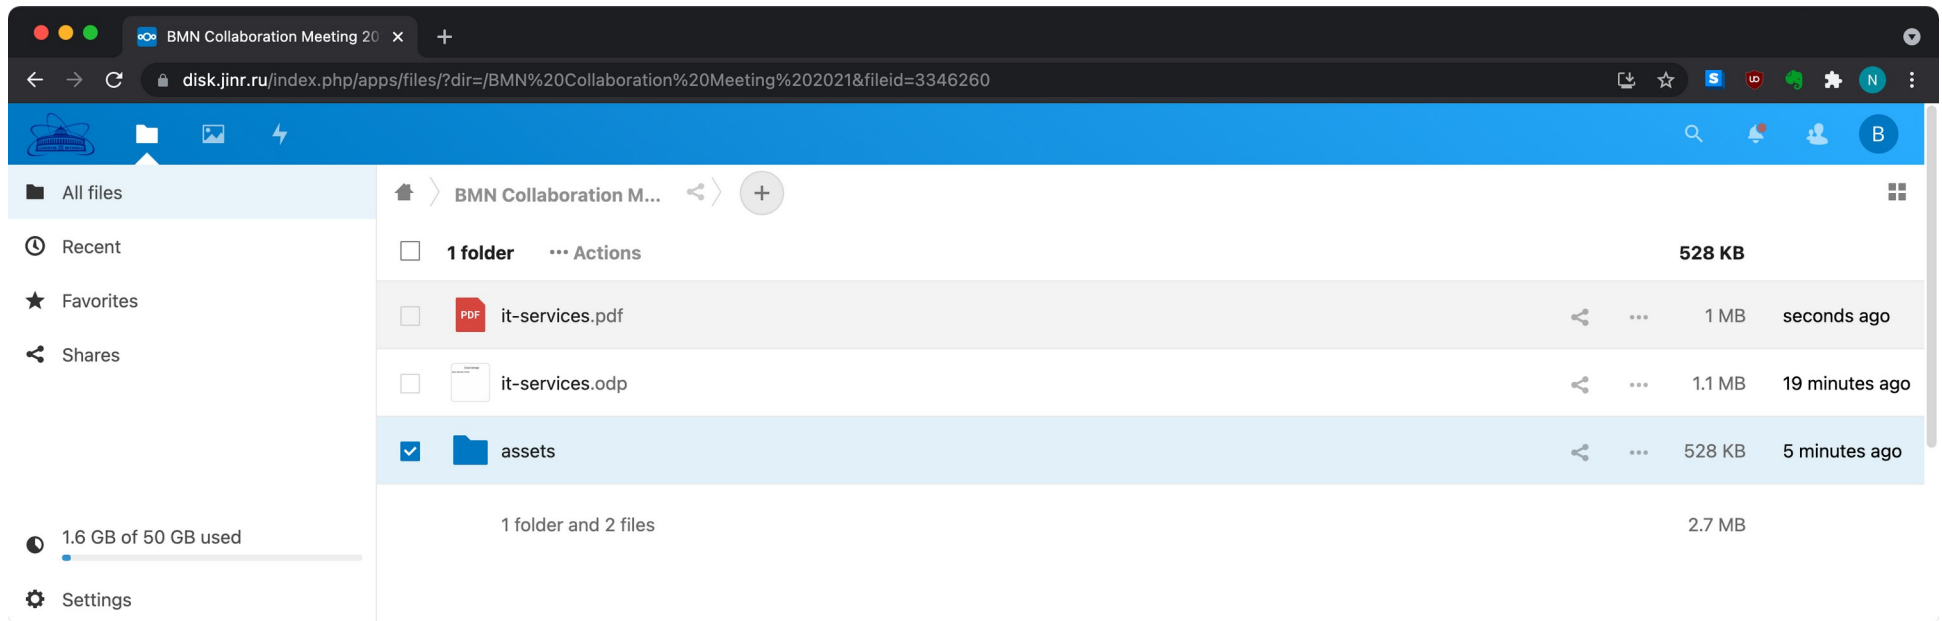 BMN Collaboration Meeting 20
disk.jinr.ru/index.php/apps/files/?dir=/BMN%20Collaboration%20Meeting%202021&fileid=3346260
S
N
B
All files
BMN Collaboration M...
Recent
1 folder ••• Actions 528 KB
Favorites
PDF it-services.pdf 1 MB seconds ago
Shares
it-services.odp 1.1 MB 19 minutes ago
assets 528 KB 5 minutes ago
1 folder and 2 files 2.7 MB
1.6 GB of 50 GB used
Settings